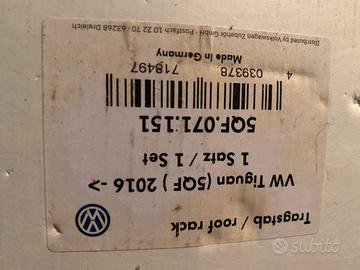 Tragstab / roof rack
VW Tiguan (5QF ) 2016 ->
1 Satz / 1 Set
5QF.071.151
4 039378 718497
Made in Germany
Distributed by Volkswagen Zubehör GmbH · Postfach 10 22 70 · 63268 Dreieich
subito